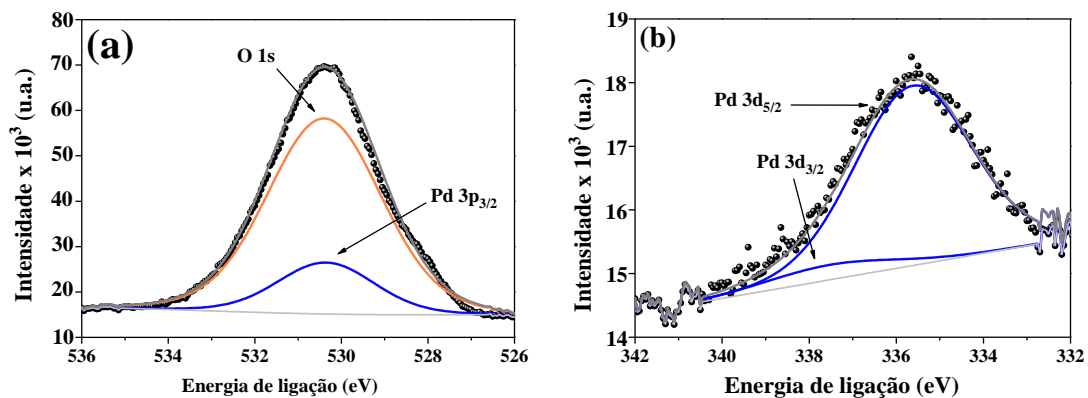 (a)
O 1s
Pd 3p3/2
Intensidade x 10³ (u.a.)
80
70
60
50
40
30
20
10
536
532
530
528
526
Energia de ligação (eV)
(b)
Pd 3d5/2
Pd 3d3/2
Intensidade x 10³ (u.a.)
19
18
17
16
15
14
342
340
338
336
334
332
Energia de ligação (eV)